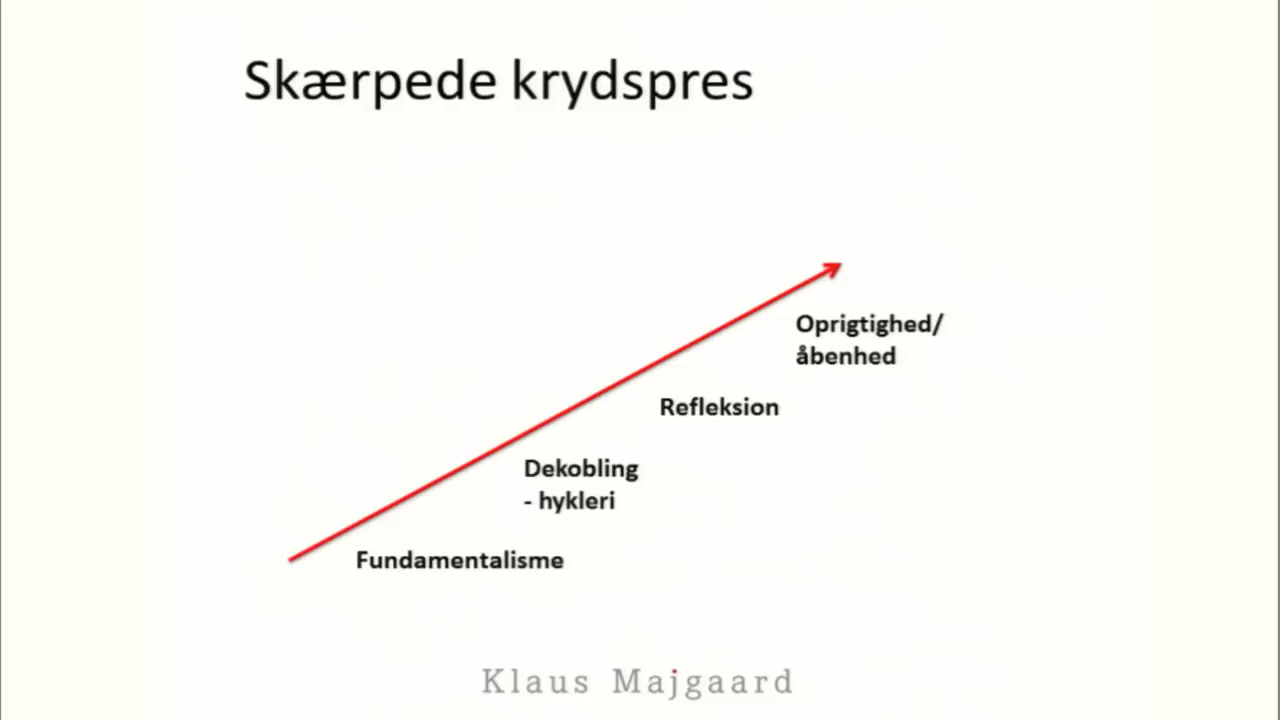 Skærpede krydspres
Oprigtighed/
åbenhed
Refleksion
Dekobling
- hykleri
Fundamentalisme
Klaus Majgaard